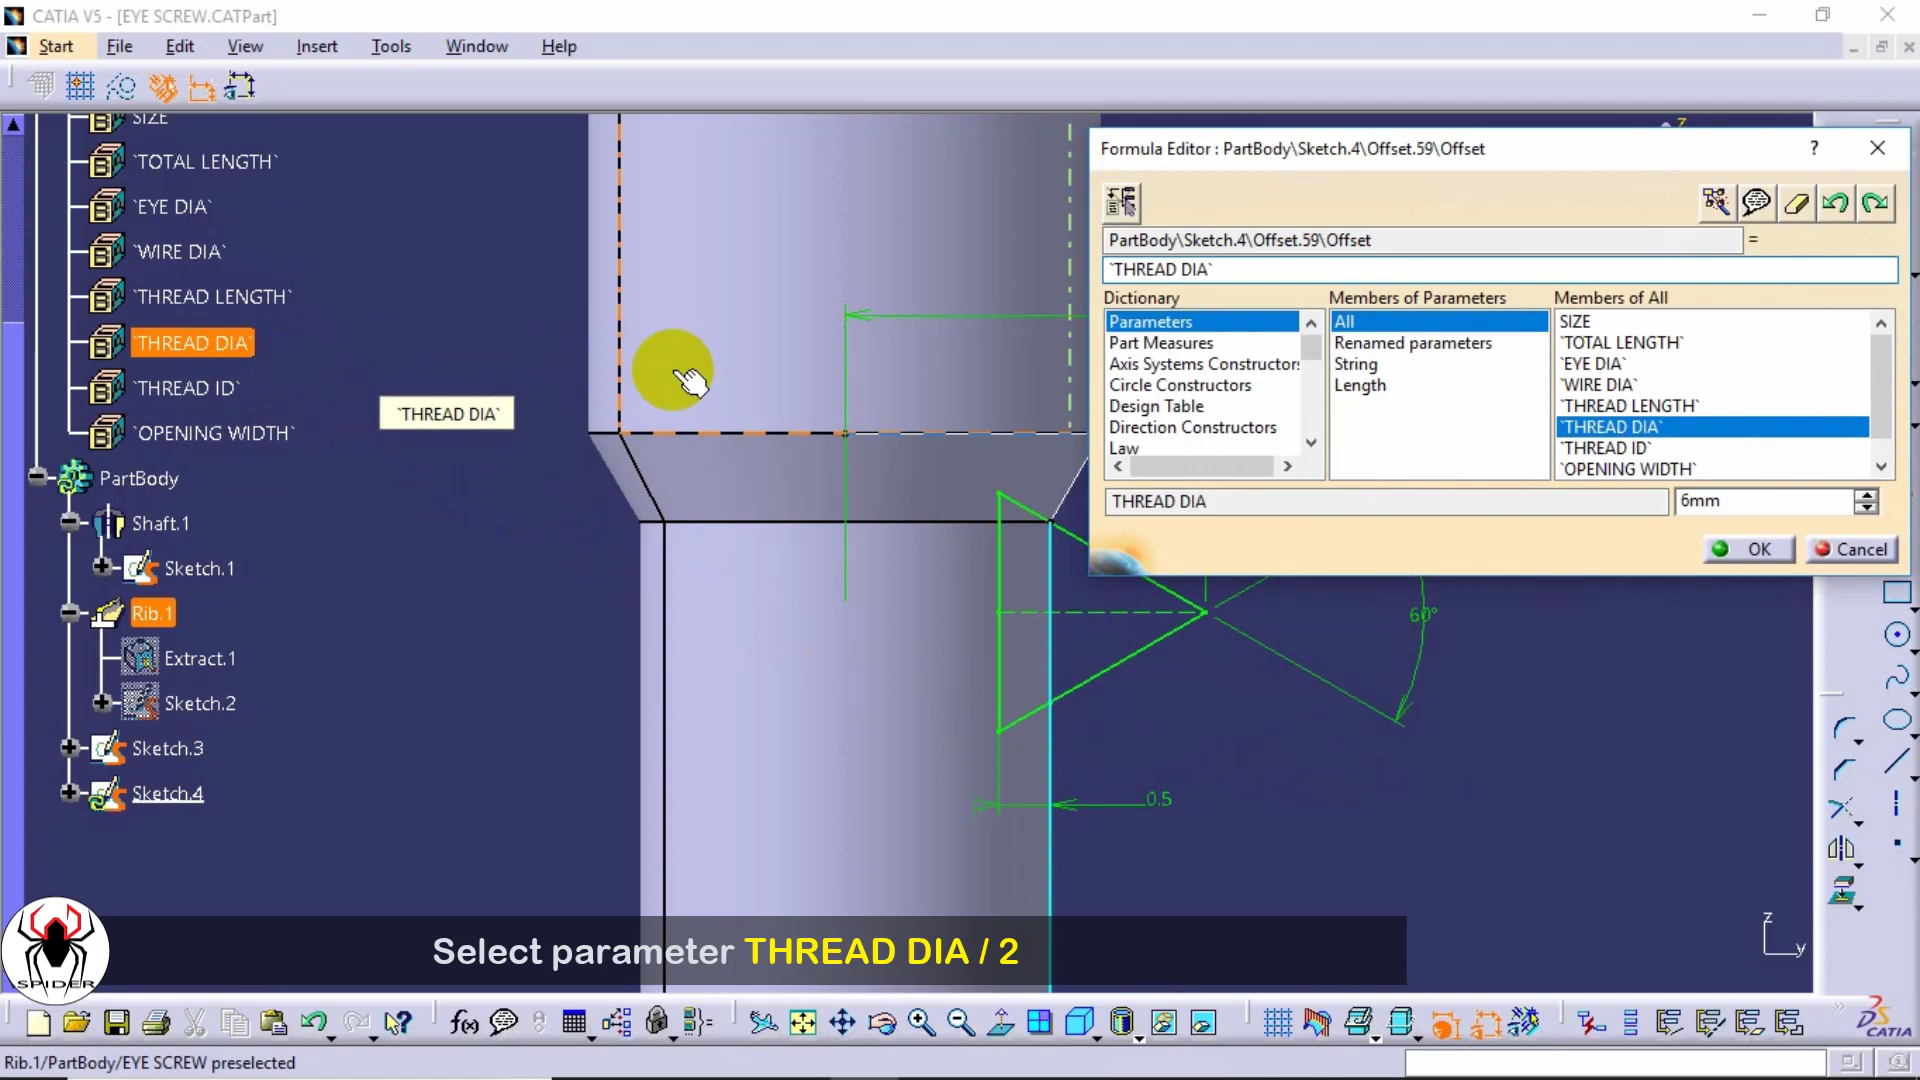 CATIA V5 - [EYE SCREW.CATPart]
Start File Edit View Insert Tools Window Help
SIZE
`TOTAL LENGTH`
`EYE DIA`
`WIRE DIA`
`THREAD LENGTH`
`THREAD DIA`
`THREAD ID`
`OPENING WIDTH`
PartBody
Shaft.1
Sketch.1
Rib.1
Extract.1
Sketch.2
Sketch.3
Sketch.4
`THREAD DIA`
z
Formula Editor : PartBody\Sketch.4\Offset.59\Offset
?
PartBody\Sketch.4\Offset.59\Offset =
`THREAD DIA`
Dictionary Members of Parameters Members of All
Parameters
Part Measures
Axis Systems Constructors
Circle Constructors
Design Table
Direction Constructors
Law
All
Renamed parameters
String
Length
SIZE
`TOTAL LENGTH`
`EYE DIA`
`WIRE DIA`
`THREAD LENGTH`
`THREAD DIA`
`THREAD ID`
`OPENING WIDTH`
THREAD DIA 6mm
OK Cancel
60°
0.5
z
y
SPIDER
Select parameter THREAD DIA / 2
f(x)
CATIA
Rib.1/PartBody/EYE SCREW preselected